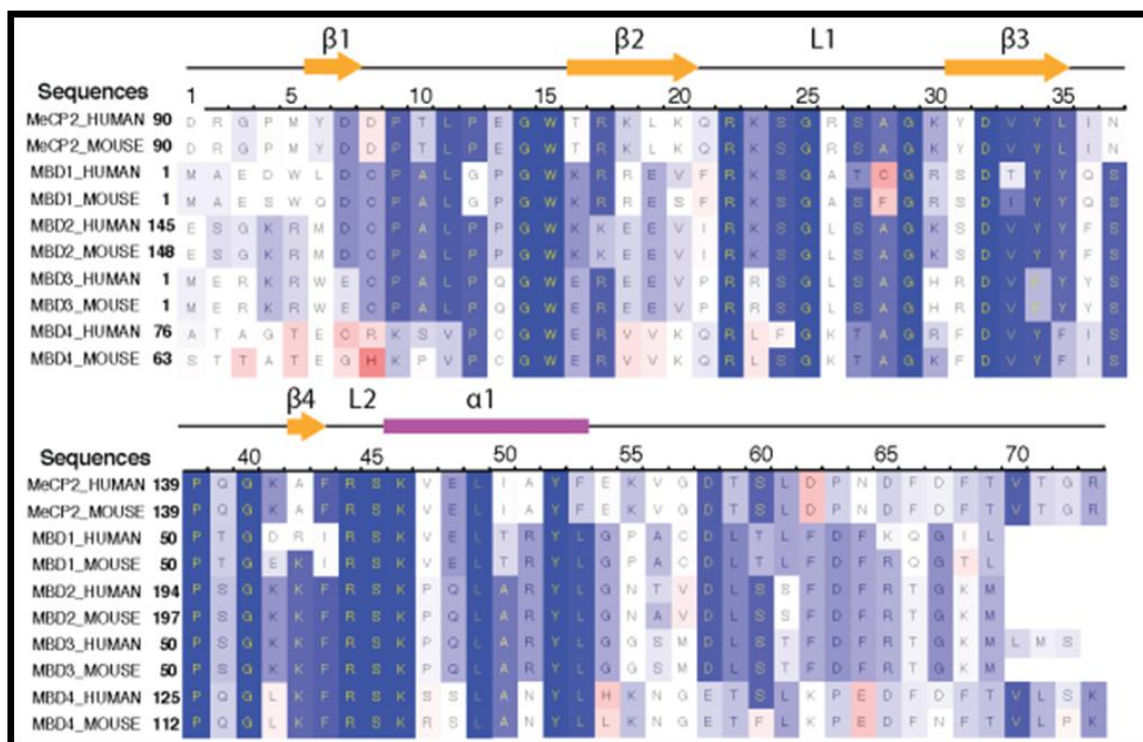 β1 β2 L1 β3
Sequences
1 5 10 15 20 25 30 35
MeCP2_HUMAN 90 D R G P M Y D D P T L P E G W T R K L K Q R K S G R S A G K Y D V Y L I N
MeCP2_MOUSE 90 D R G P M Y D D P T L P E G W T R K L K Q R K S G R S A G K Y D V Y L I N
MBD1_HUMAN 1 M A E D W L D C P A L G P G W K R R E V F R K S G A T C G R S D T Y Y Q S
MBD1_MOUSE 1 M A E S W Q D C P A L G P G W K R R E S F R K S G A S F G R S D I Y Y Q S
MBD2_HUMAN 145 E S G K R M D C P A L P P G W K K E E V I R K S G L S A G K S D V Y Y F S
MBD2_MOUSE 148 E S G K R M D C P A L P P G W K K E E V I R K S G L S A G K S D V Y Y F S
MBD3_HUMAN 1 M E R K R W E C P A L P Q G W E R E E V P R R S G L S A G H R D V F Y Y S
MBD3_MOUSE 1 M E R K R W E C P A L P Q G W E R E E V P R R S G L S A G H R D V F Y Y S
MBD4_HUMAN 76 A T A G T E C R K S V P C G W E R V V K Q R L F G K T A G R F D V Y F I S
MBD4_MOUSE 63 S T T A T E G H K P V P C G W E R V V K Q R L S G K T A G K F D V Y F I S
β4 L2 α1
Sequences
40 45 50 55 60 65 70
MeCP2_HUMAN 139 P Q G K A F R S K V E L I A Y F E K V G D T S L D P N D F D F T V T G R
MeCP2_MOUSE 139 P Q G K A F R S K V E L I A Y F E K V G D T S L D P N D F D F T V T G R
MBD1_HUMAN 50 P T G D R I R S K V E L T R Y L G P A C D L T L F D F K Q G I L
MBD1_MOUSE 50 P T G E K I R S K V E L T R Y L G P A C D L T L F D F R Q G T L
MBD2_HUMAN 194 P S G K K F R S K P Q L A R Y L G N T V D L S S F D F R T G K M
MBD2_MOUSE 197 P S G K K F R S K P Q L A R Y L G N A V D L S S F D F R T G K M
MBD3_HUMAN 50 P S G K K F R S K P Q L A R Y L G G S M D L S T F D F R T G K M L M S
MBD3_MOUSE 50 P S G K K F R S K P Q L A R Y L G G S M D L S T F D F R T G K M
MBD4_HUMAN 125 P Q G L K F R S K S S L A N Y L H K N G E T S L K P E D F D F T V L S K
MBD4_MOUSE 112 P Q G L K F R S K R S L A N Y L L K N G E T F L K P E D F N F T V L P K